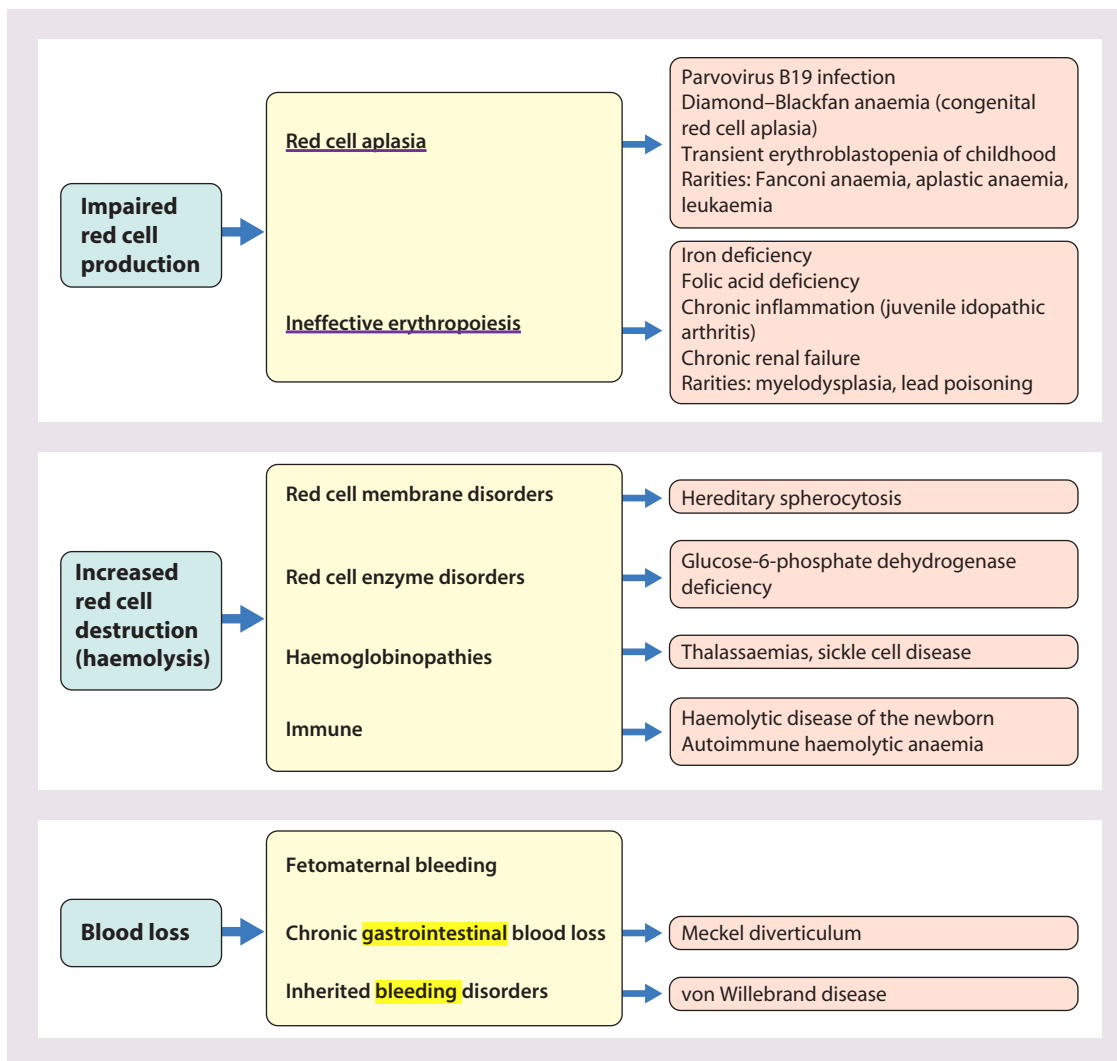 Impaired
red cell
production
Red cell aplasia
Parvovirus B19 infection
Diamond–Blackfan anaemia (congenital
red cell aplasia)
Transient erythroblastopenia of childhood
Rarities: Fanconi anaemia, aplastic anaemia,
leukaemia
Ineffective erythropoiesis
Iron deficiency
Folic acid deficiency
Chronic inflammation (juvenile idopathic
arthritis)
Chronic renal failure
Rarities: myelodysplasia, lead poisoning
Increased
red cell
destruction
(haemolysis)
Red cell membrane disorders
Hereditary spherocytosis
Red cell enzyme disorders
Glucose-6-phosphate dehydrogenase
deficiency
Haemoglobinopathies
Thalassaemias, sickle cell disease
Immune
Haemolytic disease of the newborn
Autoimmune haemolytic anaemia
Blood loss
Fetomaternal bleeding
Chronic gastrointestinal blood loss
Meckel diverticulum
Inherited bleeding disorders
von Willebrand disease